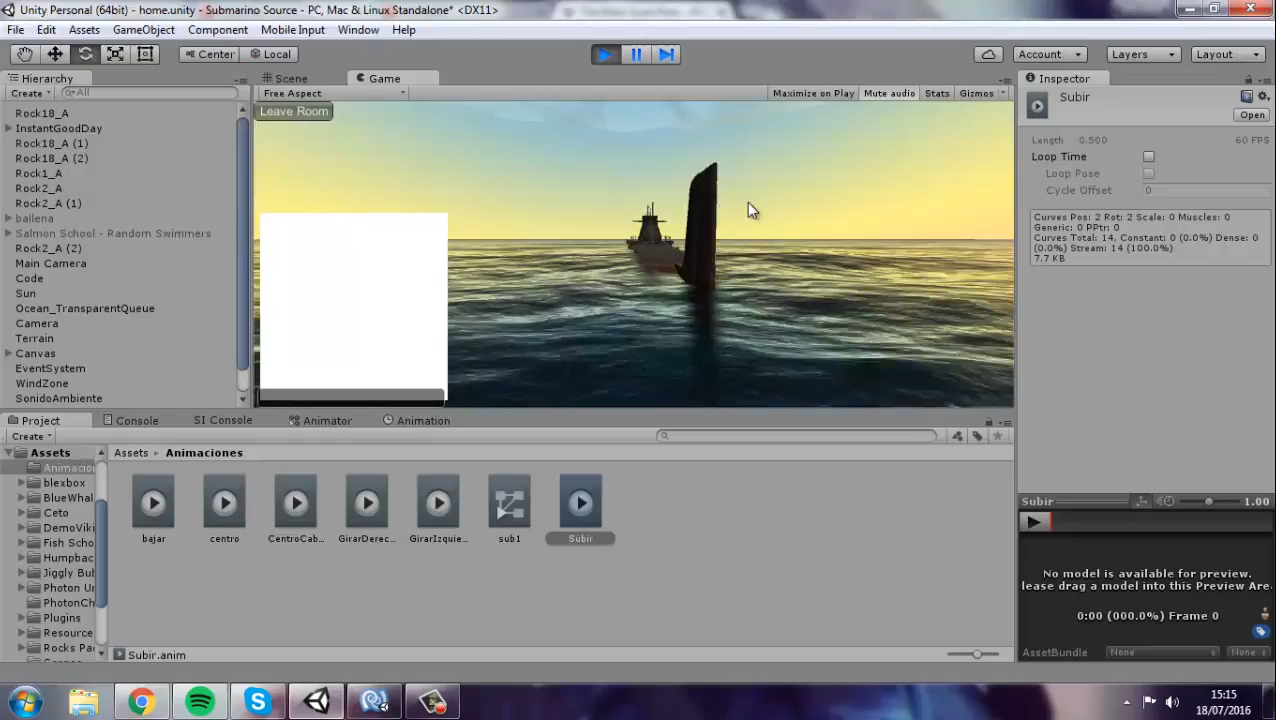 Unity Personal (64bit) - home.unity - Submarino Source - PC, Mac & Linux Standalone* <DX11>
File Edit Assets GameObject Component Mobile Input Window Help
Center Local Account Layers Layout
Hierarchy Scene Game Inspector
Create All Free Aspect Maximize on Play Mute audio Stats Gizmos Subir
Open
Leave Room
Rock18_A
InstantGoodDay
Rock18_A (1)
Rock18_A (2)
Rock1_A
Rock2_A
Rock2_A (1)
ballena
Salmon School - Random Swimmers
Rock2_A (2)
Main Camera
Code
Sun
Ocean_TransparentQueue
Camera
Terrain
Canvas
EventSystem
WindZone
SonidoAmbiente
Length 0.500 60 FPS
Loop Time
Loop Pose
Cycle Offset 0
Curves Pos: 2 Rot: 2 Scale: 0 Muscles: 0
Generic: 0 PPtr: 0
Curves Total: 14, Constant: 0 (0.0%) Dense: 0
(0.0%) Stream: 14 (100.0%)
7.7 KB
Project Console SI Console Animator Animation
Create
Assets
Animacion
blexbox
BlueWhal
Ceto
DemoViki
Fish Scho
Humpbac
Jiggly Bu
Photon Un
PhotonCh
Plugins
Resource
Rocks Pa
Assets Animaciones
bajar centro CentroCab... GirarDerec... GirarIzquie... sub1 Subir
Subir.anim
Subir 1.00
No model is available for preview.
lease drag a model into this Preview Area
0:00 (000.0%) Frame 0
AssetBundle None None
15:15
18/07/2016